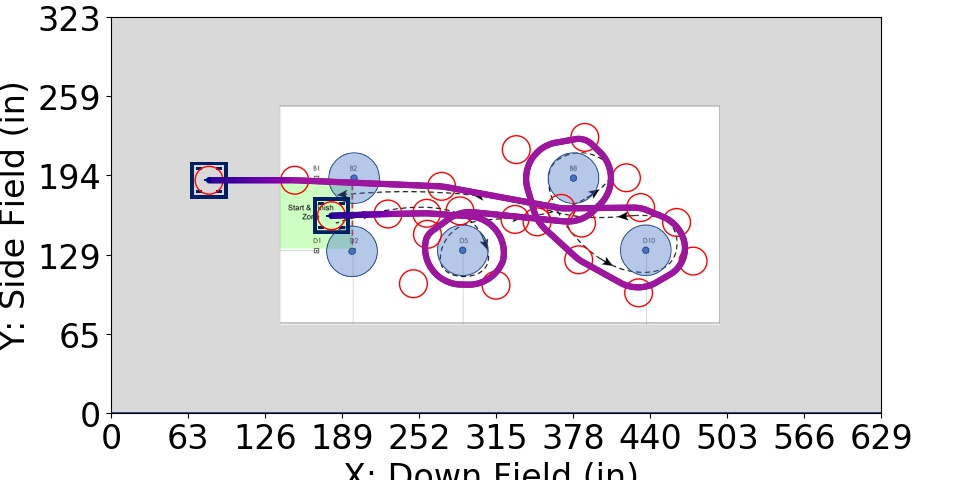 323
259
194
129
65
0
Y: Side Field (in)
B1
B2
B8
Start & Finish
Zone
D1
D2
D5
D10
0 63 126 189 252 315 378 440 503 566 629
X: Down Field (in)